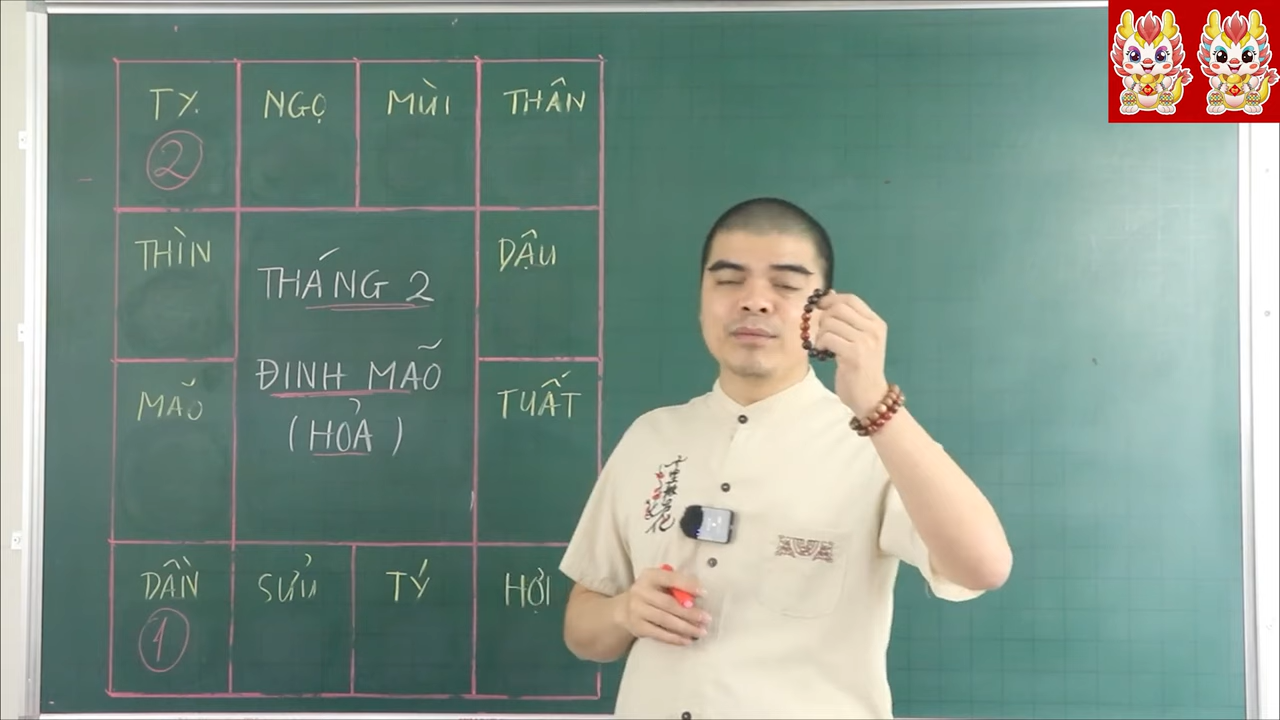 TỴ NGỌ MÙI THÂN
2
THÌN DẬU
THÁNG 2
ĐINH MÃO
MÃO TUẤT
(HỎA)
DẦN SỬU TÝ HỢI
1